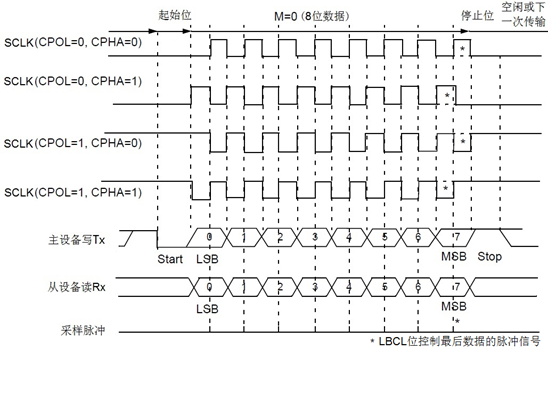 起始位 M=0 (8位数据) 停止位 空闲或下
一次传输
SCLK(CPOL=0, CPHA=0) *
SCLK(CPOL=0, CPHA=1) *
SCLK(CPOL=1, CPHA=0) *
SCLK(CPOL=1, CPHA=1) *
主设备写Tx 0 1 2 3 4 5 6 7
Start LSB MSB Stop
从设备读Rx 0 1 2 3 4 5 6 7
LSB MSB
采样脉冲 *
* LBCL位控制最后数据的脉冲信号